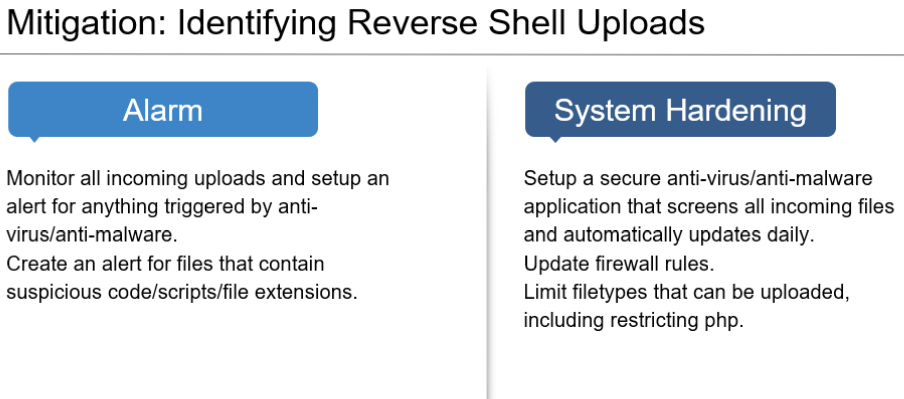 Mitigation: Identifying Reverse Shell Uploads
Alarm
Monitor all incoming uploads and setup an
alert for anything triggered by anti-
virus/anti-malware.
Create an alert for files that contain
suspicious code/scripts/file extensions.
System Hardening
Setup a secure anti-virus/anti-malware
application that screens all incoming files
and automatically updates daily.
Update firewall rules.
Limit filetypes that can be uploaded,
including restricting php.